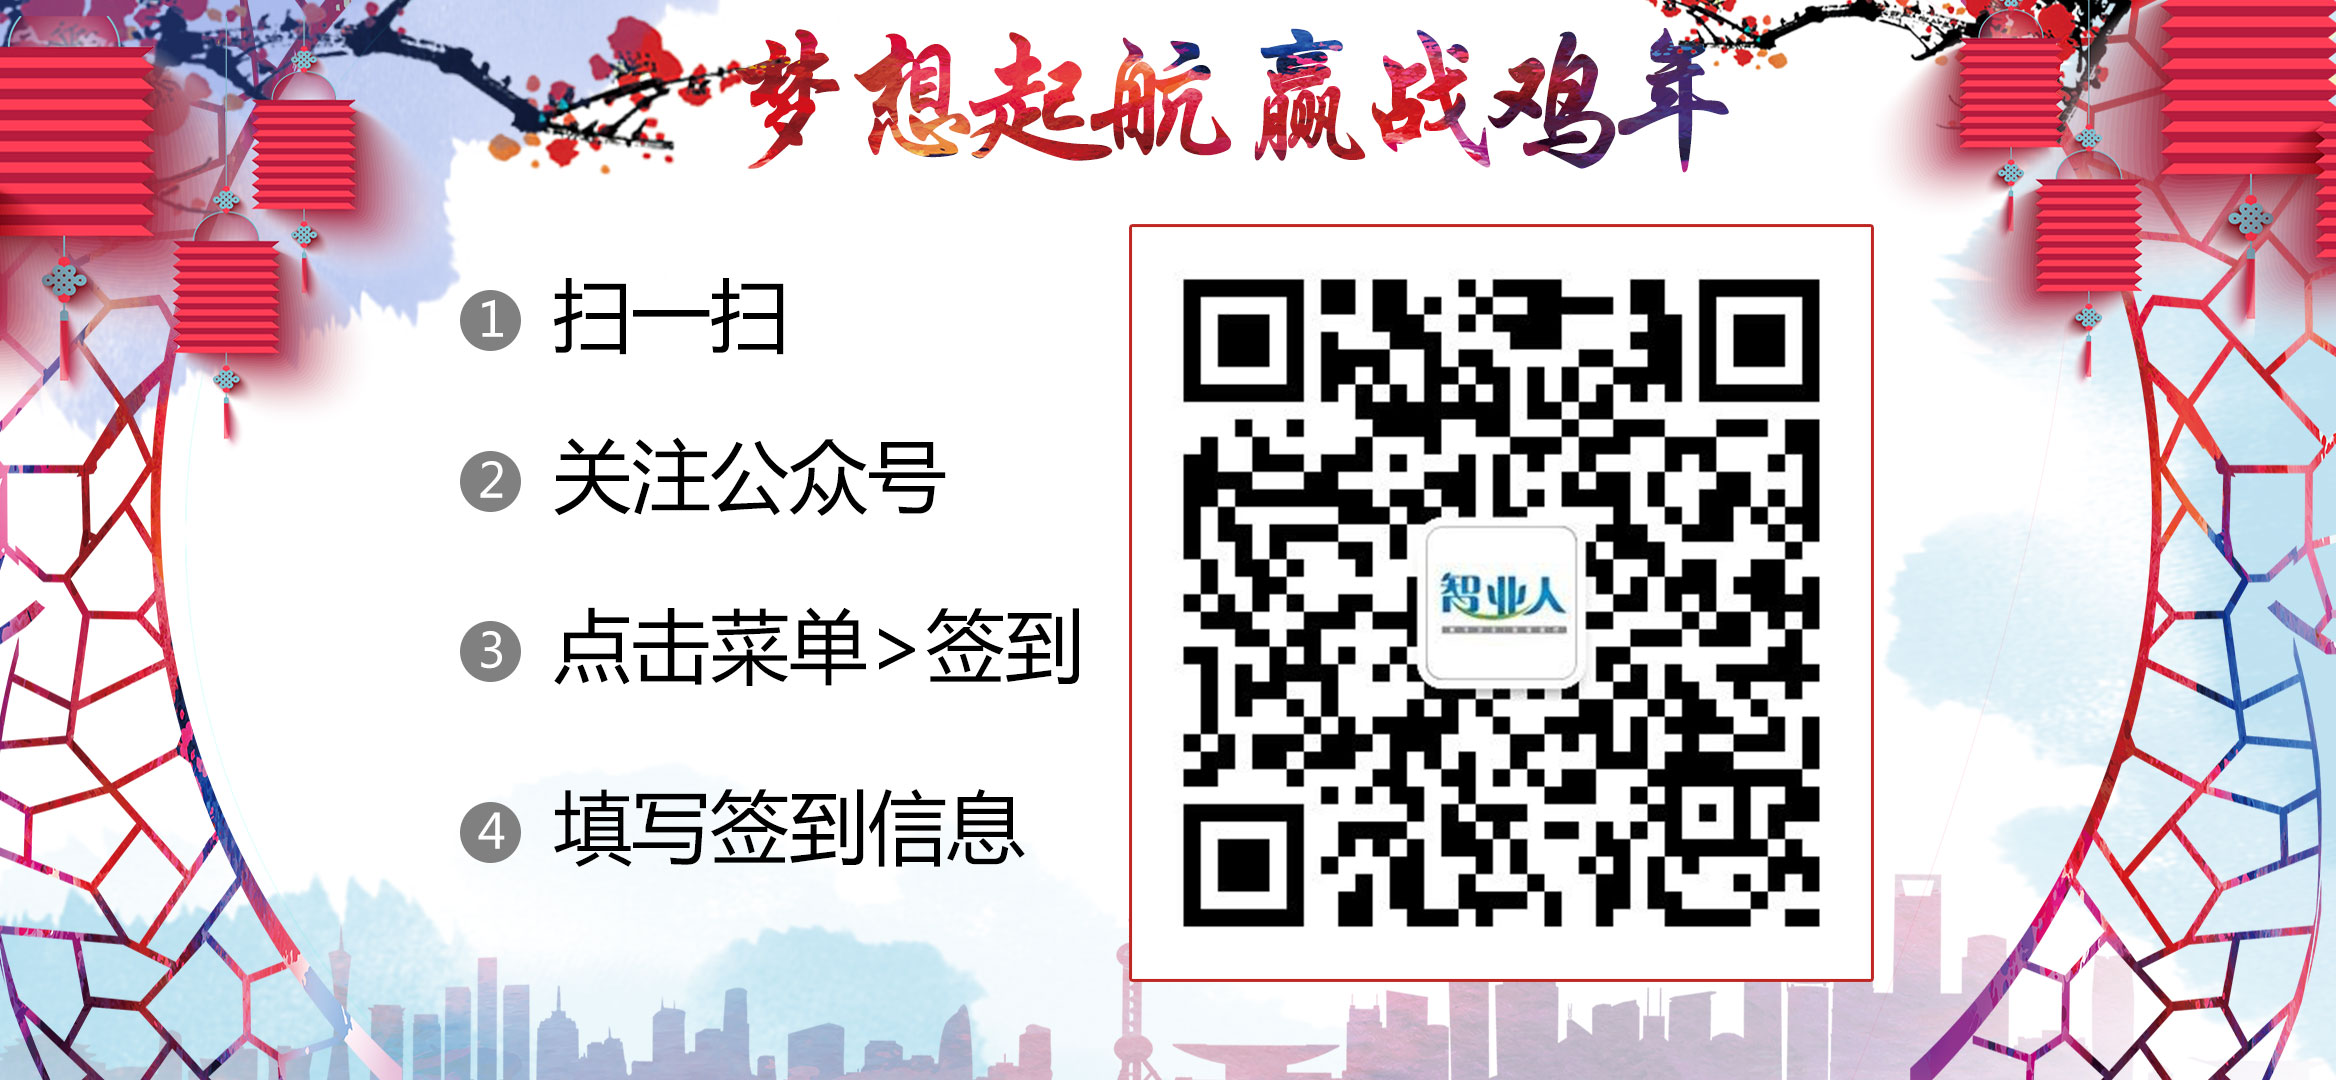 梦想起航 赢战鸡年
1 扫一扫
2 关注公众号
3 点击菜单>签到
4 填写签到信息
智业人